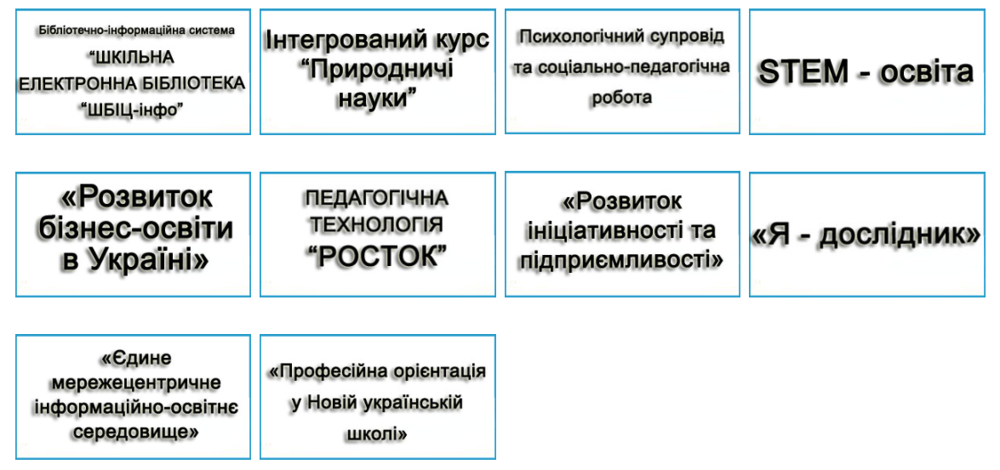 Бібліотечно-інформаційна система
“ШКІЛЬНА
ЕЛЕКТРОННА БІБЛІОТЕКА
“ШБІЦ-інфо”
Інтегрований курс
“Природничі
науки”
Психологічний супровід
та соціально-педагогічна
робота
STEM - освіта
«Розвиток
бізнес-освіти
в Україні»
ПЕДАГОГІЧНА
ТЕХНОЛОГІЯ
“РОСТОК”
«Розвиток
ініціативності та
підприємливості»
«Я - дослідник»
«Єдине
мережецентричне
інформаційно-освітнє
середовище»
«Професійна орієнтація
у Новій українській
школі»